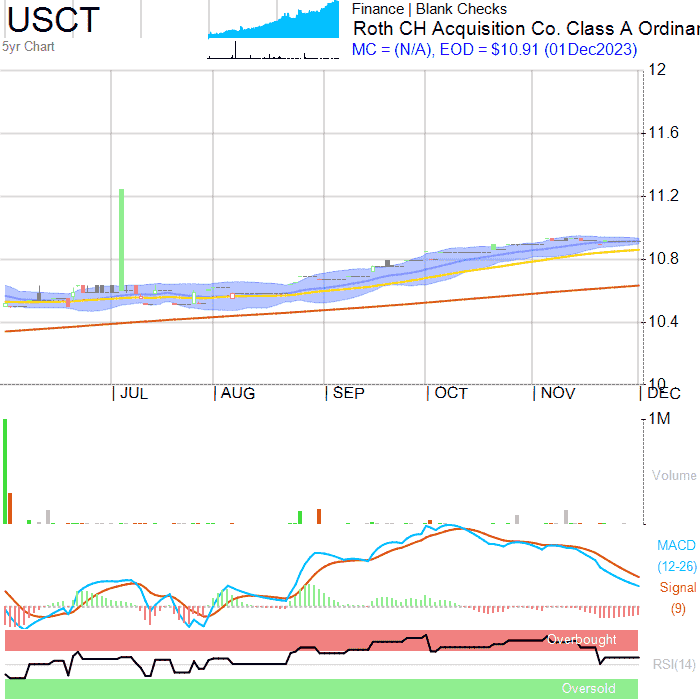 USCT
5yr Chart
Finance | Blank Checks
Roth CH Acquisition Co. Class A Ordinar
MC = (N/A), EOD = $10.91 (01Dec2023)
12
11.6
11.2
10.8
10.4
10
JUL AUG SEP OCT NOV DEC
1M
Volume
MACD
(12-26)
Signal
(9)
Overbought
RSI(14)
Oversold